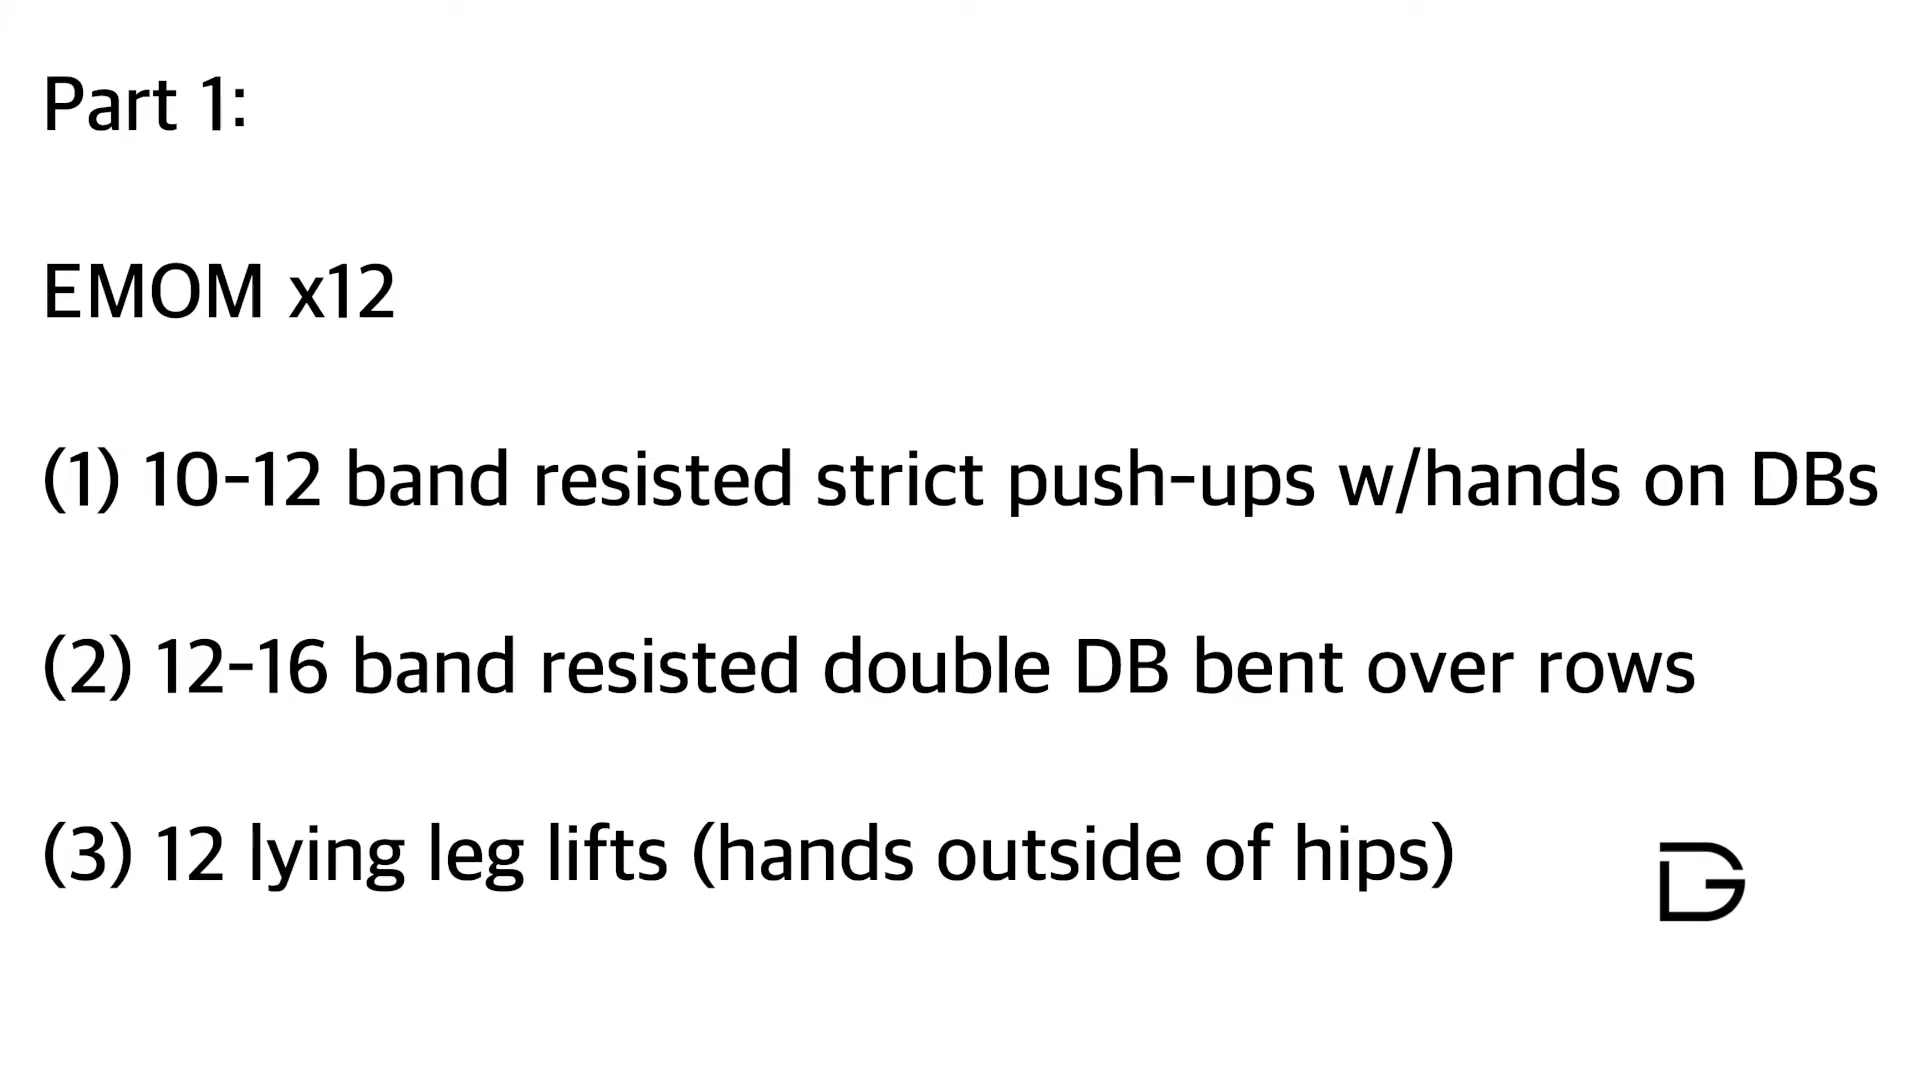 Part 1:
EMOM x12
(1) 10-12 band resisted strict push-ups w/hands on DBs
(2) 12-16 band resisted double DB bent over rows
(3) 12 lying leg lifts (hands outside of hips)
DG